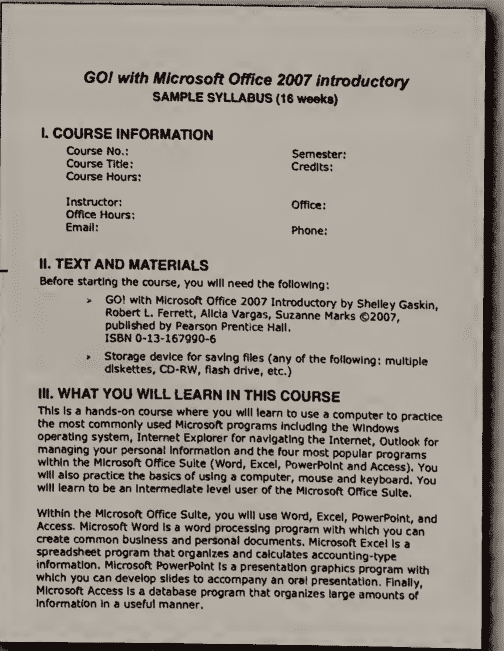 GO! with Microsoft Office 2007 introductory
SAMPLE SYLLABUS (16 weeks)
I. COURSE INFORMATION
Course No.:
Course Title:
Course Hours:
Semester:
Credits:
Instructor:
Office Hours:
Email:
Office:
Phone:
II. TEXT AND MATERIALS
Before starting the course, you will need the following:
➢ GO! with Microsoft Office 2007 Introductory by Shelley Gaskin,
Robert L. Ferrett, Alicia Vargas, Suzanne Marks ©2007,
published by Pearson Prentice Hall.
ISBN 0-13-167990-6
➢ Storage device for saving files (any of the following: multiple
diskettes, CD-RW, flash drive, etc.)
III. WHAT YOU WILL LEARN IN THIS COURSE
This is a hands-on course where you will learn to use a computer to practice
the most commonly used Microsoft programs including the Windows
operating system, Internet Explorer for navigating the Internet, Outlook for
managing your personal information and the four most popular programs
within the Microsoft Office Suite (Word, Excel, PowerPoint and Access). You
will also practice the basics of using a computer, mouse and keyboard. You
will learn to be an intermediate level user of the Microsoft Office Suite.
Within the Microsoft Office Suite, you will use Word, Excel, PowerPoint, and
Access. Microsoft Word is a word processing program with which you can
create common business and personal documents. Microsoft Excel is a
spreadsheet program that organizes and calculates accounting-type
information. Microsoft PowerPoint is a presentation graphics program with
which you can develop slides to accompany an oral presentation. Finally,
Microsoft Access is a database program that organizes large amounts of
information in a useful manner.